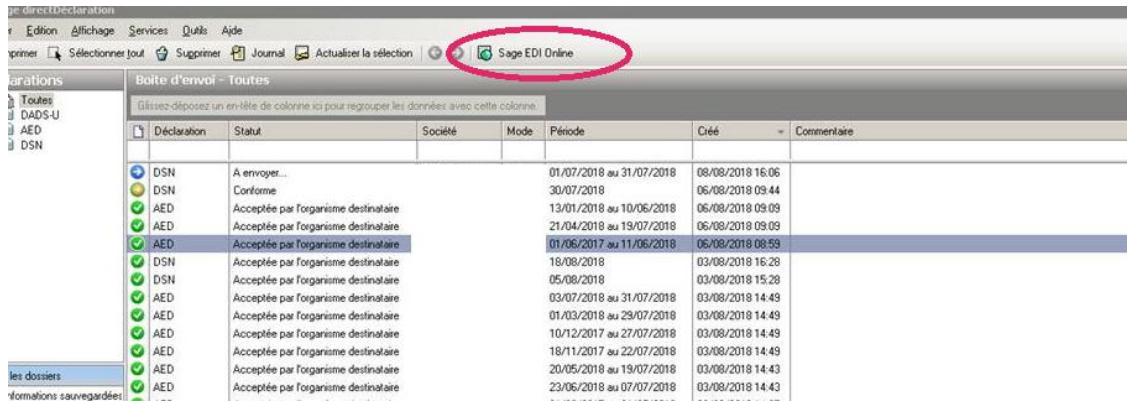 ge directDéclaration
Edition Affichage Services Outils Aide
Sélectionner tout Supprimer Journal Actualiser la sélection Sage EDI Online
Boîte d'envoi - Toutes
Toutes
DADS-U
AED
DSN
Glissez-déposez un en-tête de colonne ici pour regrouper les données avec cette colonne.
Déclaration Statut Société Mode Période Créé Commentaire
DSN A envoyer... 01/07/2018 au 31/07/2018 08/08/2018 16:06
DSN Conforme 30/07/2018 06/08/2018 09:44
AED Acceptée par l'organisme destinataire 13/01/2018 au 10/06/2018 06/08/2018 09:09
AED Acceptée par l'organisme destinataire 21/04/2018 au 19/07/2018 06/08/2018 09:09
AED Acceptée par l'organisme destinataire 01/06/2017 au 11/06/2018 06/08/2018 08:59
DSN Acceptée par l'organisme destinataire 18/08/2018 03/08/2018 16:28
DSN Acceptée par l'organisme destinataire 05/08/2018 03/08/2018 15:28
AED Acceptée par l'organisme destinataire 03/07/2018 au 31/07/2018 03/08/2018 14:49
AED Acceptée par l'organisme destinataire 01/03/2018 au 29/07/2018 03/08/2018 14:49
AED Acceptée par l'organisme destinataire 10/12/2017 au 27/07/2018 03/08/2018 14:49
AED Acceptée par l'organisme destinataire 18/11/2017 au 22/07/2018 03/08/2018 14:49
AED Acceptée par l'organisme destinataire 20/05/2018 au 19/07/2018 03/08/2018 14:43
AED Acceptée par l'organisme destinataire 23/06/2018 au 07/07/2018 03/08/2018 14:43
les dossiers
nformations sauvegardées